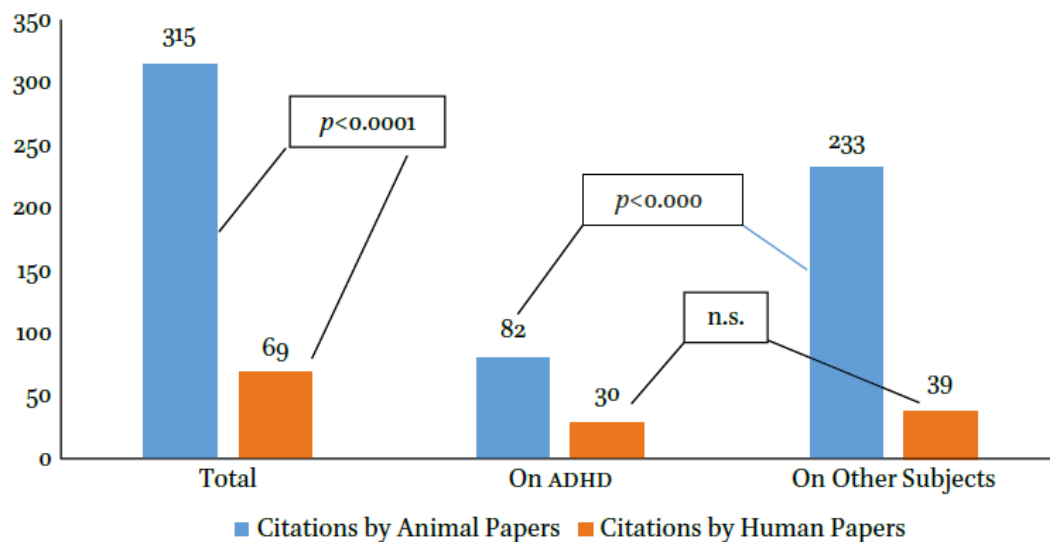 350
315
300
p<0.0001
250
233
200
p<0.000
150
n.s.
100
82
69
50
30
39
0
Total
On ADHD
On Other Subjects
Citations by Animal Papers
Citations by Human Papers